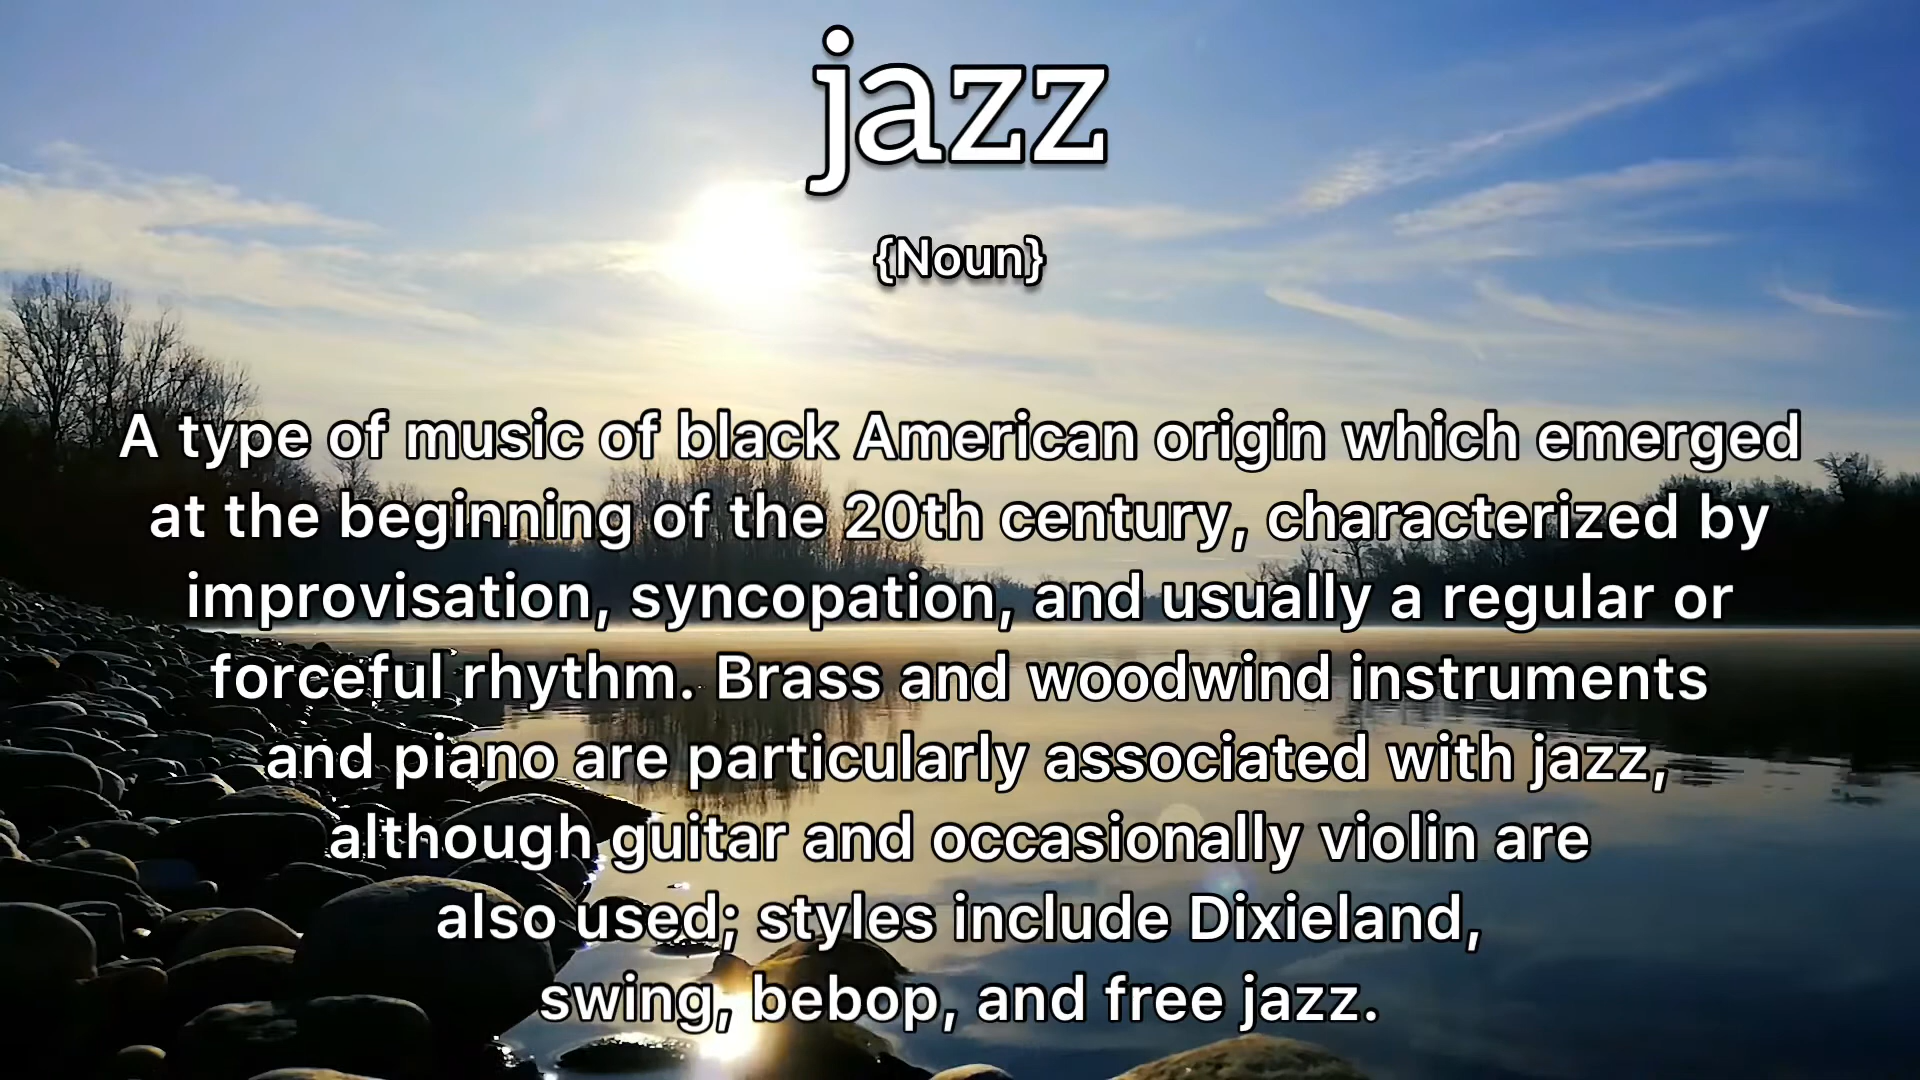 jazz
{Noun}
A type of music of black American origin which emerged
at the beginning of the 20th century, characterized by
improvisation, syncopation, and usually a regular or
forceful rhythm. Brass and woodwind instruments
and piano are particularly associated with jazz,
although guitar and occasionally violin are
also used; styles include Dixieland,
swing, bebop, and free jazz.